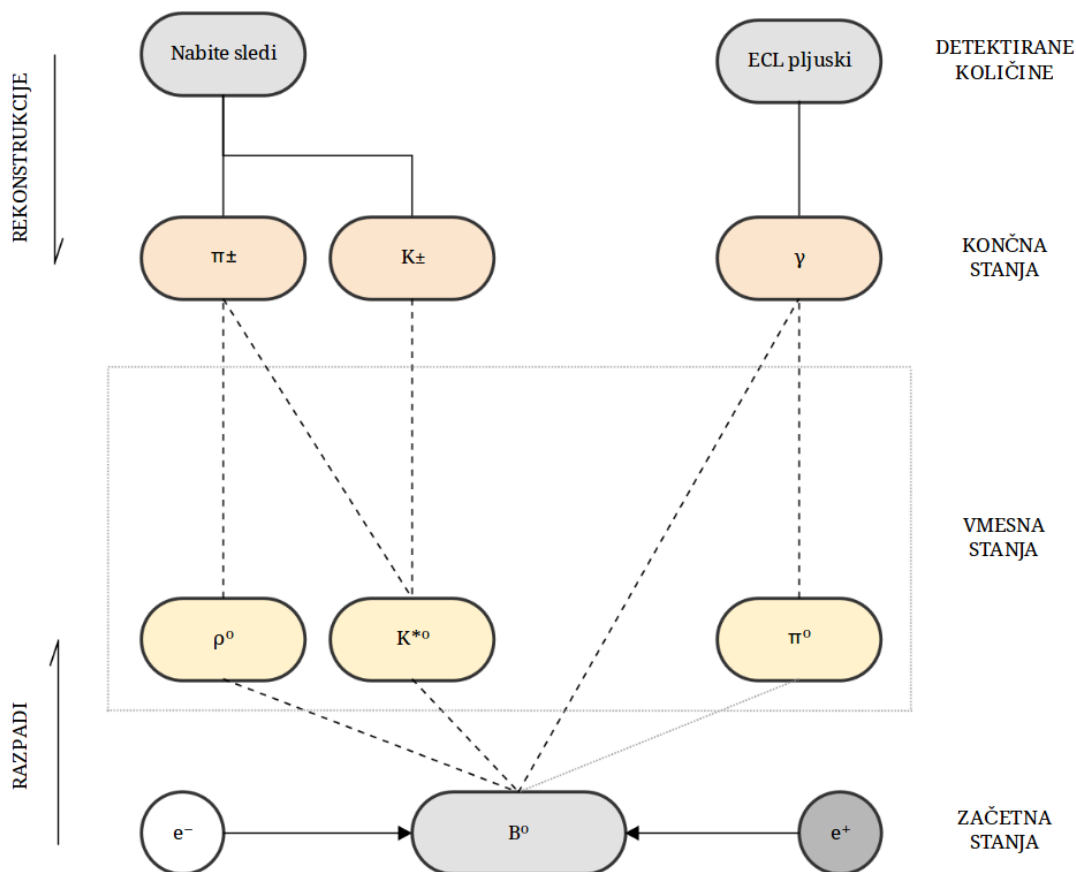 REKONSTRUKCIJE
Nabite sledi
ECL pljuski
DETEKTIRANE
KOLIČINE
π±
K±
γ
KONČNA
STANJA
VMESNA
STANJA
ρ⁰
K*⁰
π⁰
RAZPADI
e⁻
B⁰
e⁺
ZAČETNA
STANJA